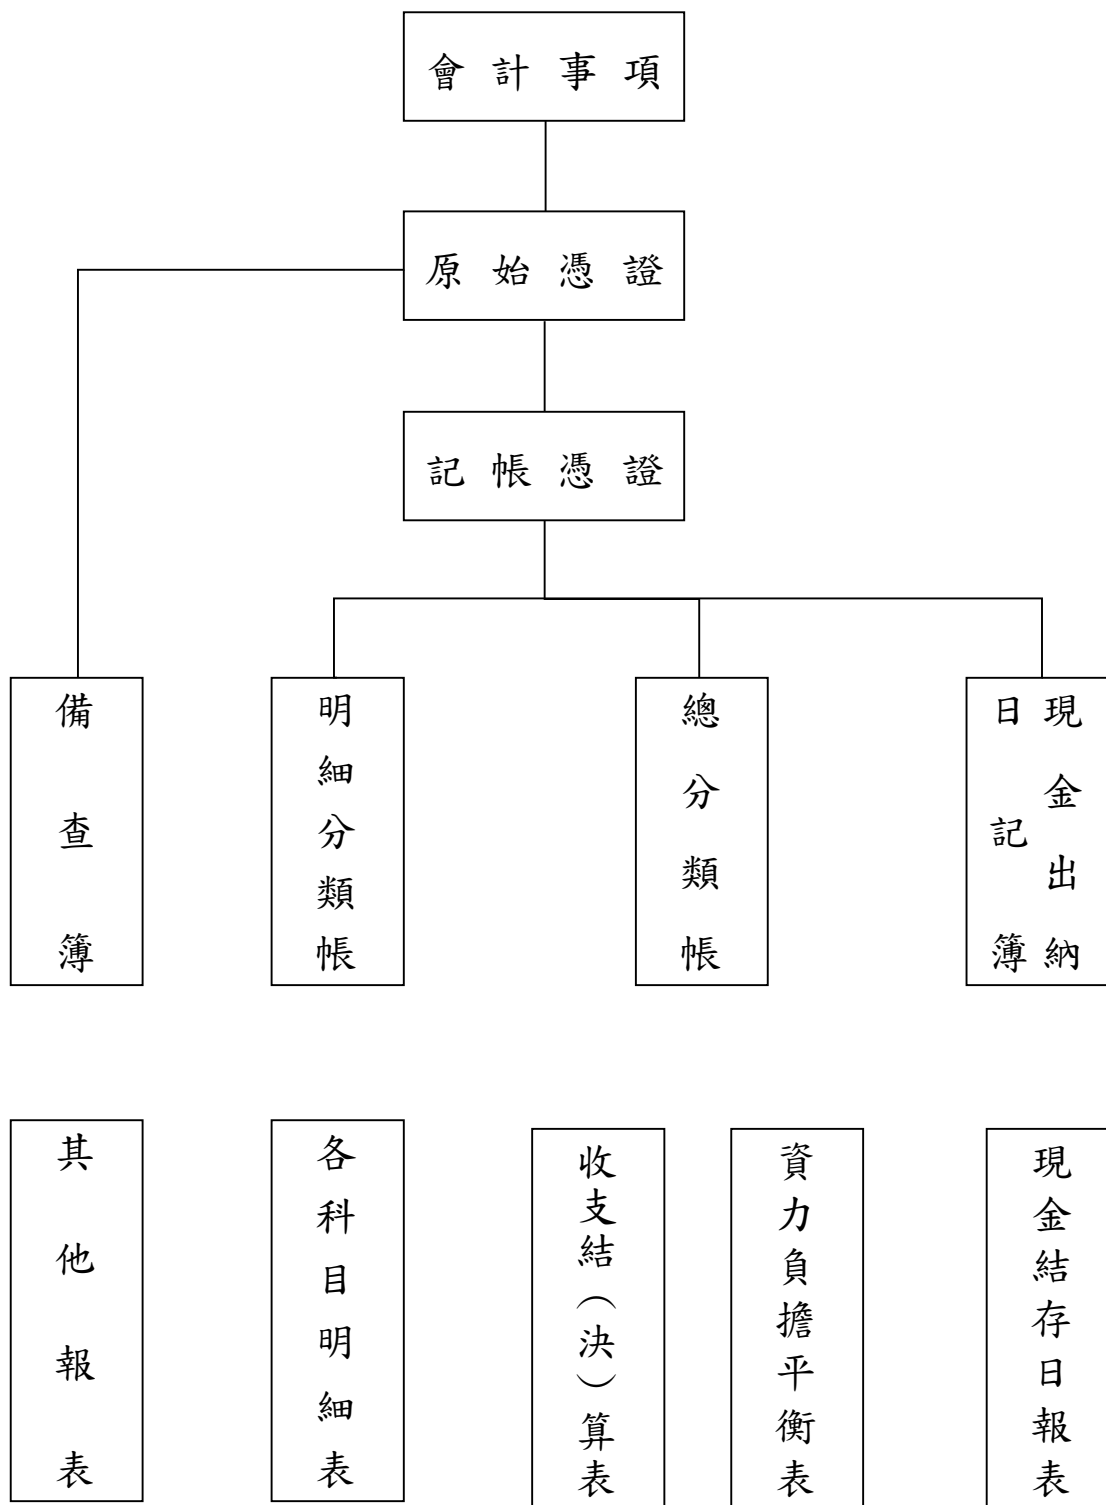 會計事項
原始憑證
記帳憑證
備查簿
明細分類帳
總分類帳
現金出納
日記簿
其他報表
各科目明細表
收支結（決）算表
資力負擔平衡表
現金結存日報表